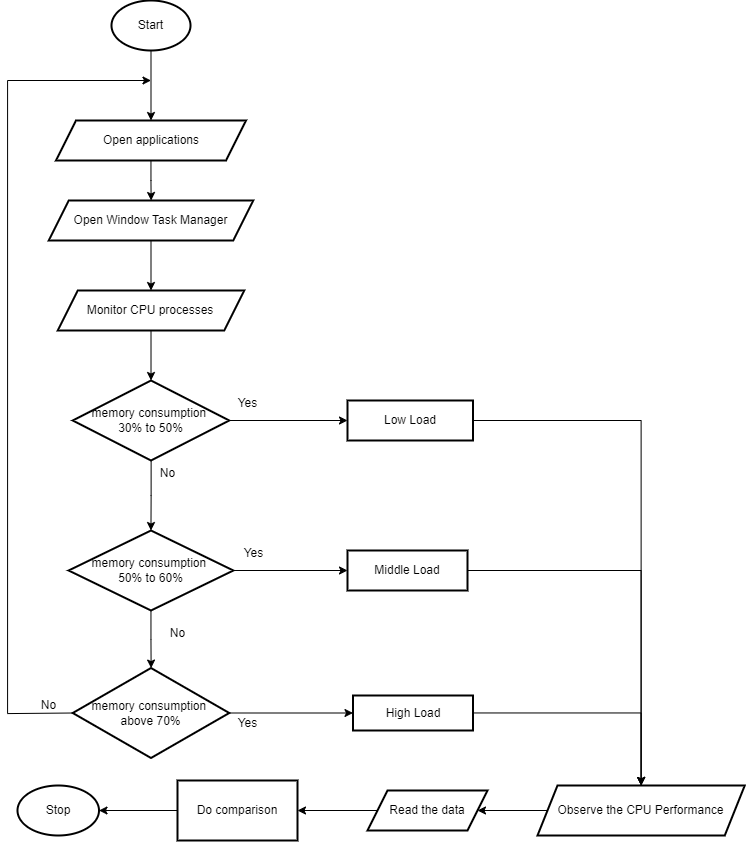 Start
Open applications
Open Window Task Manager
Monitor CPU processes
memory consumption
30% to 50%
Yes
Low Load
No
memory consumption
50% to 60%
Yes
Middle Load
No
memory consumption
above 70%
No
Yes
High Load
Stop
Do comparison
Read the data
Observe the CPU Performance